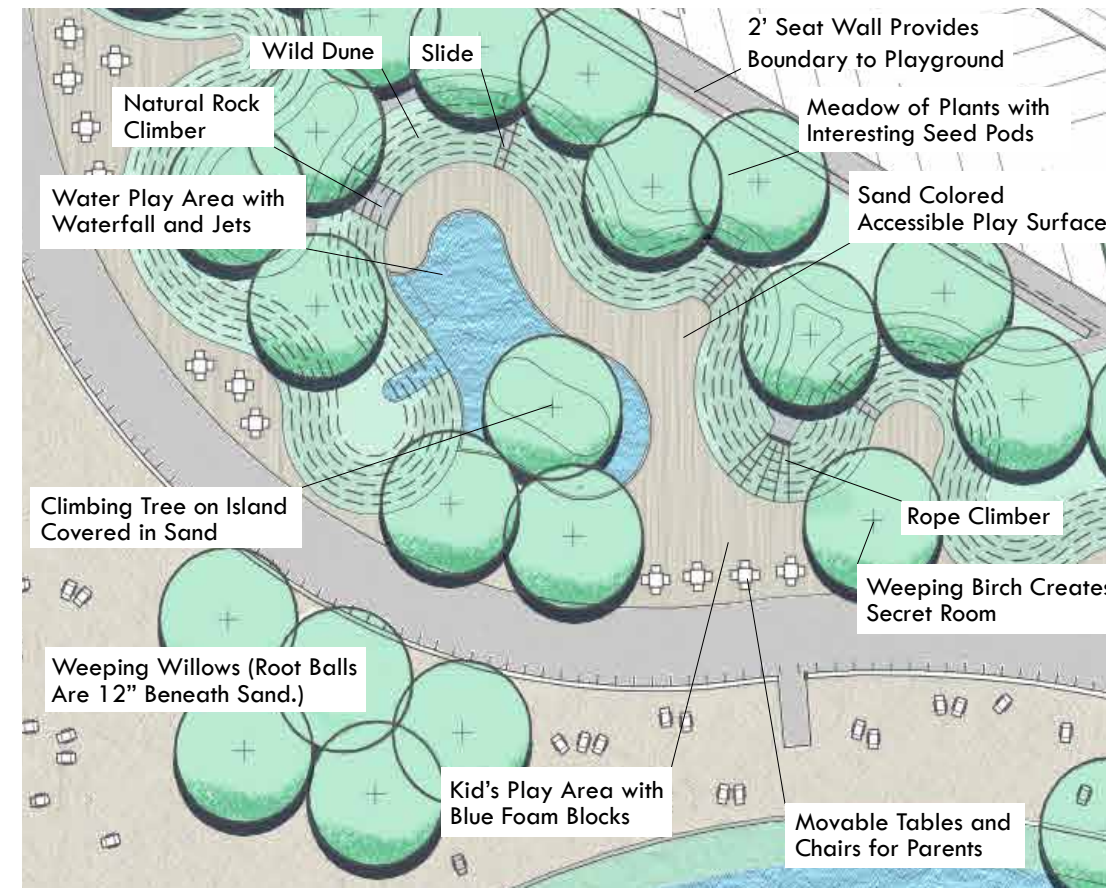 2’ Seat Wall Provides
Boundary to Playground
Wild Dune
Slide
Natural Rock
Climber
Meadow of Plants with
Interesting Seed Pods
Water Play Area with
Waterfall and Jets
Sand Colored
Accessible Play Surface
Climbing Tree on Island
Covered in Sand
Rope Climber
Weeping Birch Creates
Secret Room
Weeping Willows (Root Balls
Are 12” Beneath Sand.)
Kid’s Play Area with
Blue Foam Blocks
Movable Tables and
Chairs for Parents